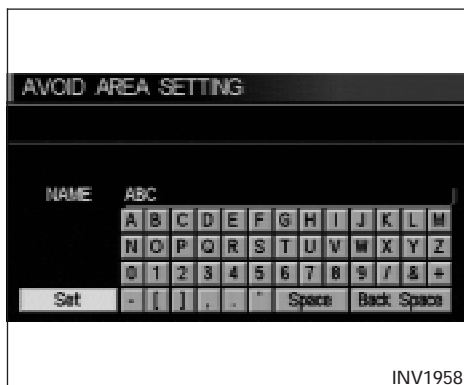 AVOID AREA SETTING
NAME ABC
A B C D E F G H I J K L M
N O P Q R S T U V W X Y Z
0 1 2 3 4 5 6 7 8 9 / & +
Set - [ ] Space Back Space
INV1958